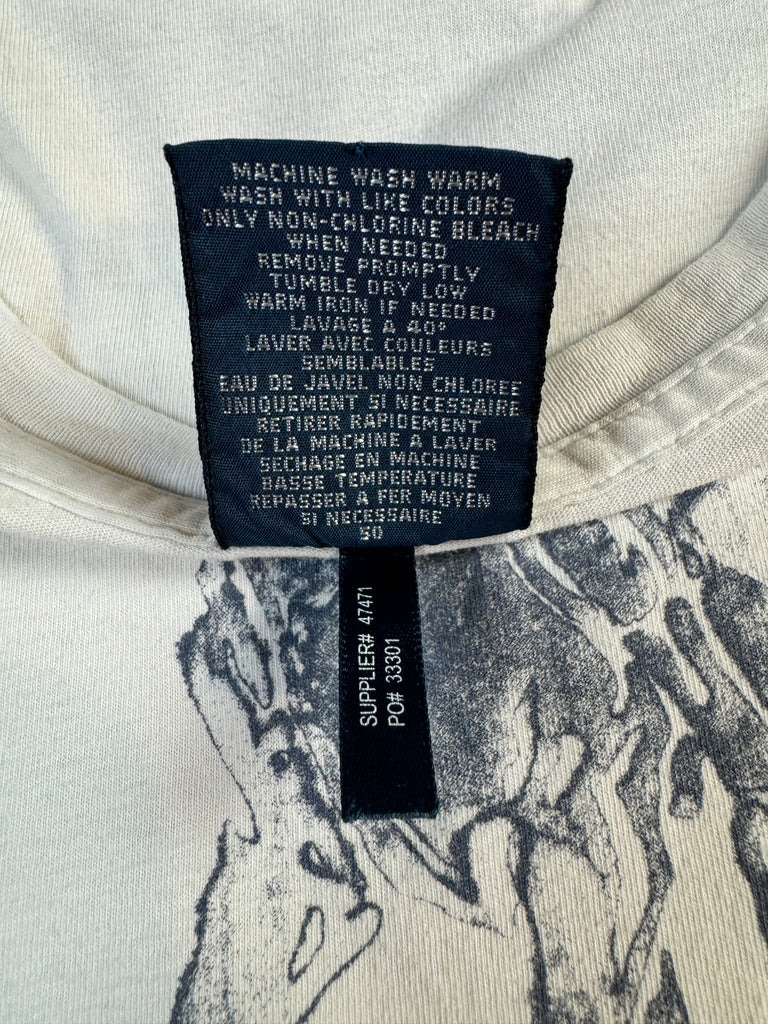 MACHINE WASH WARM
WASH WITH LIKE COLORS
ONLY NON-CHLORINE BLEACH
WHEN NEEDED
REMOVE PROMPTLY
TUMBLE DRY LOW
WARM IRON IF NEEDED
LAVAGE A 40°
LAVER AVEC COULEURS
SEMBLABLES
EAU DE JAVEL NON CHLOREE
UNIQUEMENT SI NECESSAIRE
RETIRER RAPIDEMENT
DE LA MACHINE A LAVER
SECHAGE EN MACHINE
BASSE TEMPERATURE
REPASSER A FER MOYEN
SI NECESSAIRE
50
SUPPLIER# 47471
PO# 33301